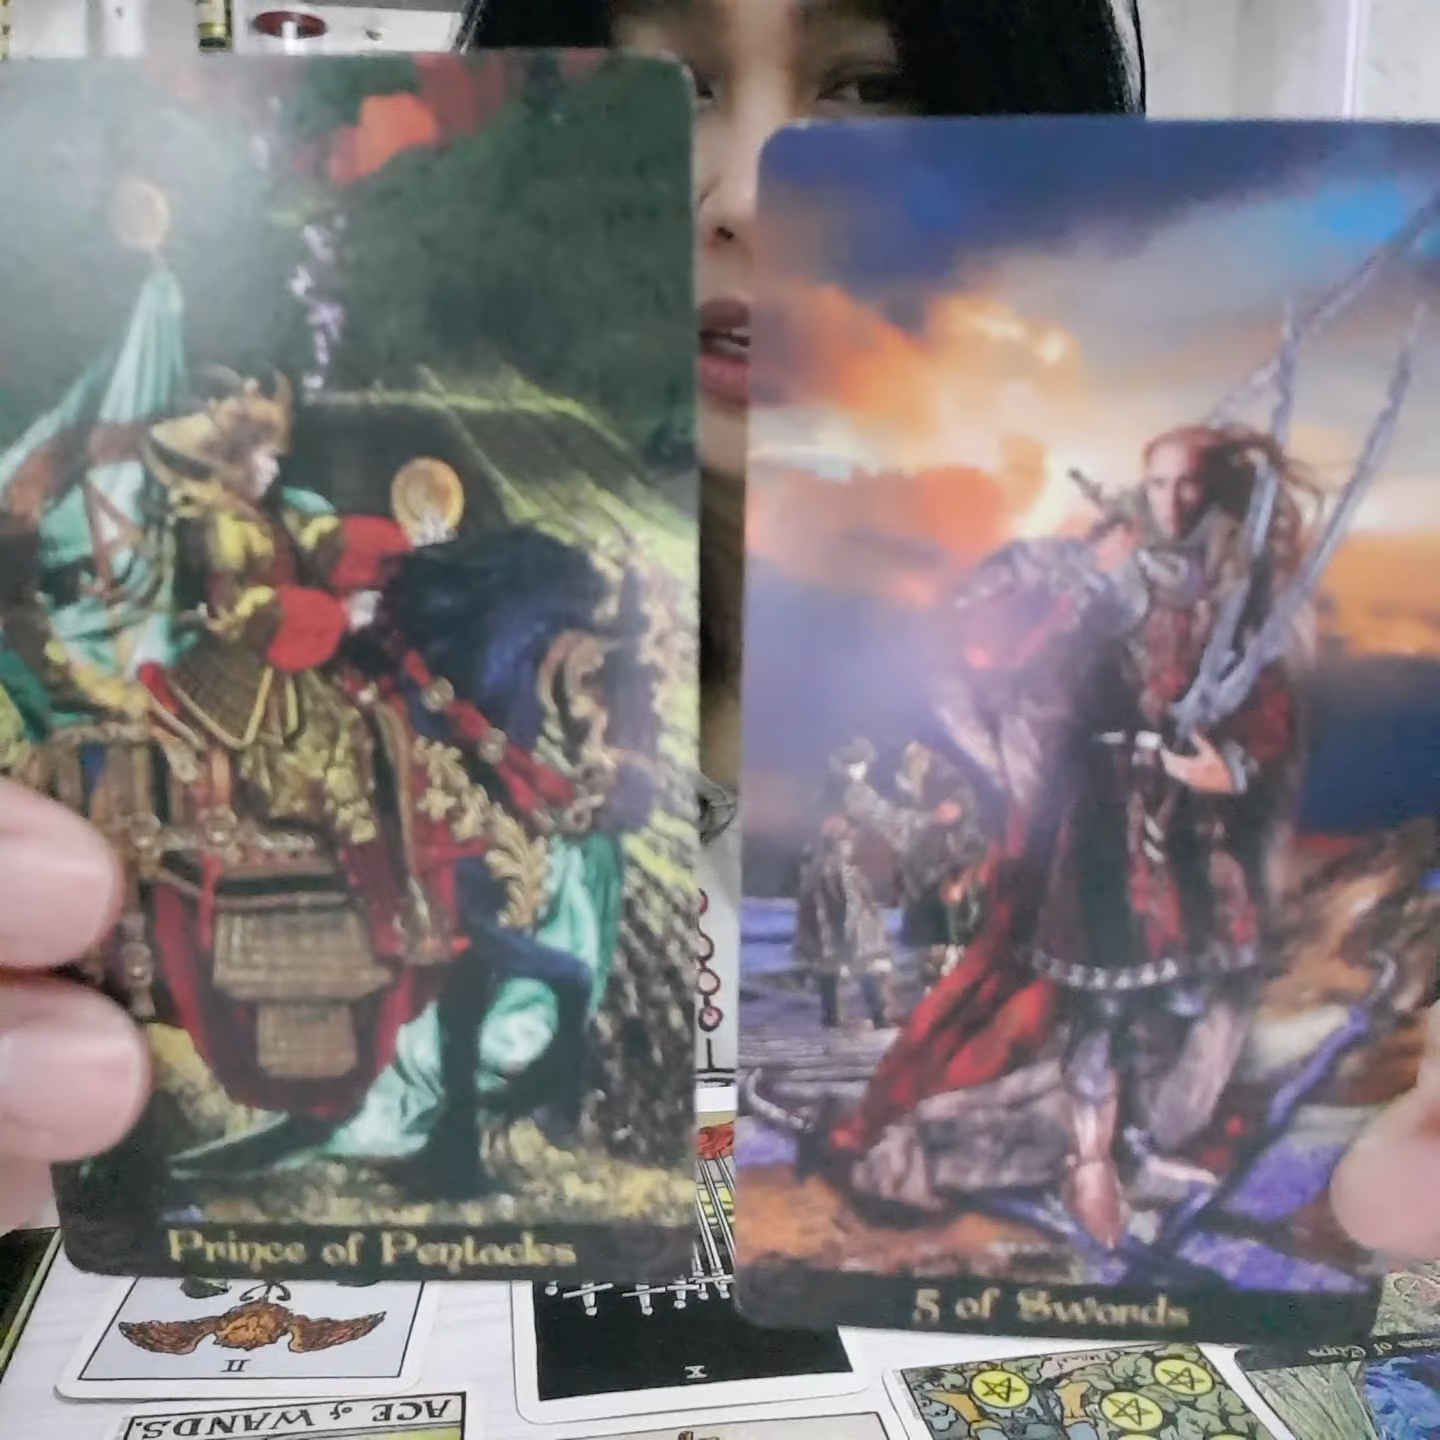 Prince of Pentacles
5 of Swords
II
X
ACE of WANDS.